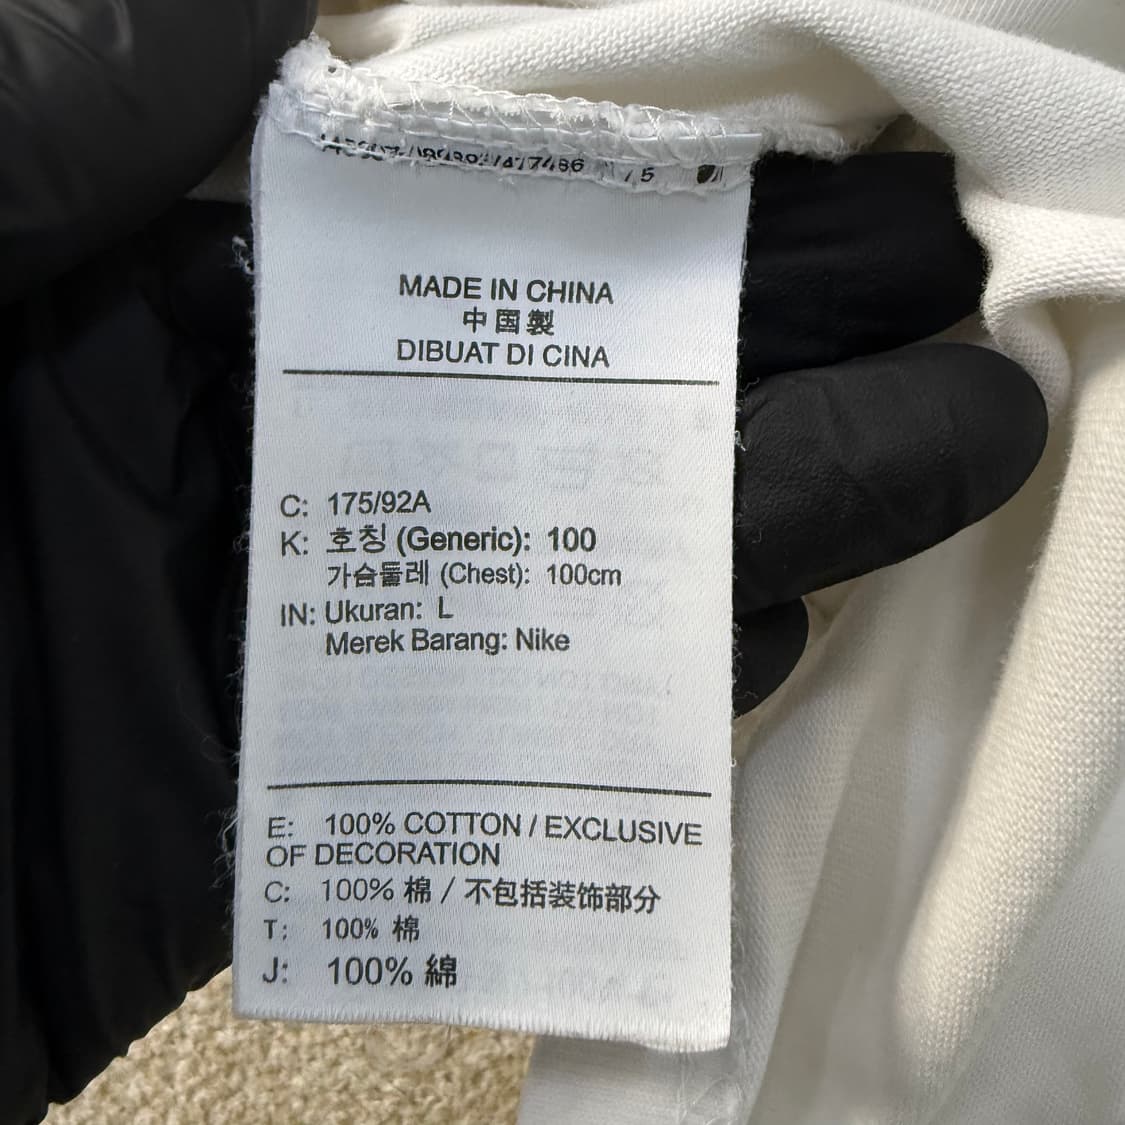 MADE IN CHINA
中国製
DIBUAT DI CINA
C: 175/92A
K: 호칭 (Generic): 100
가슴둘레 (Chest): 100cm
IN: Ukuran: L
Merek Barang: Nike
E: 100% COTTON / EXCLUSIVE
OF DECORATION
C: 100% 棉 / 不包括装饰部分
T: 100% 棉
J: 100% 綿